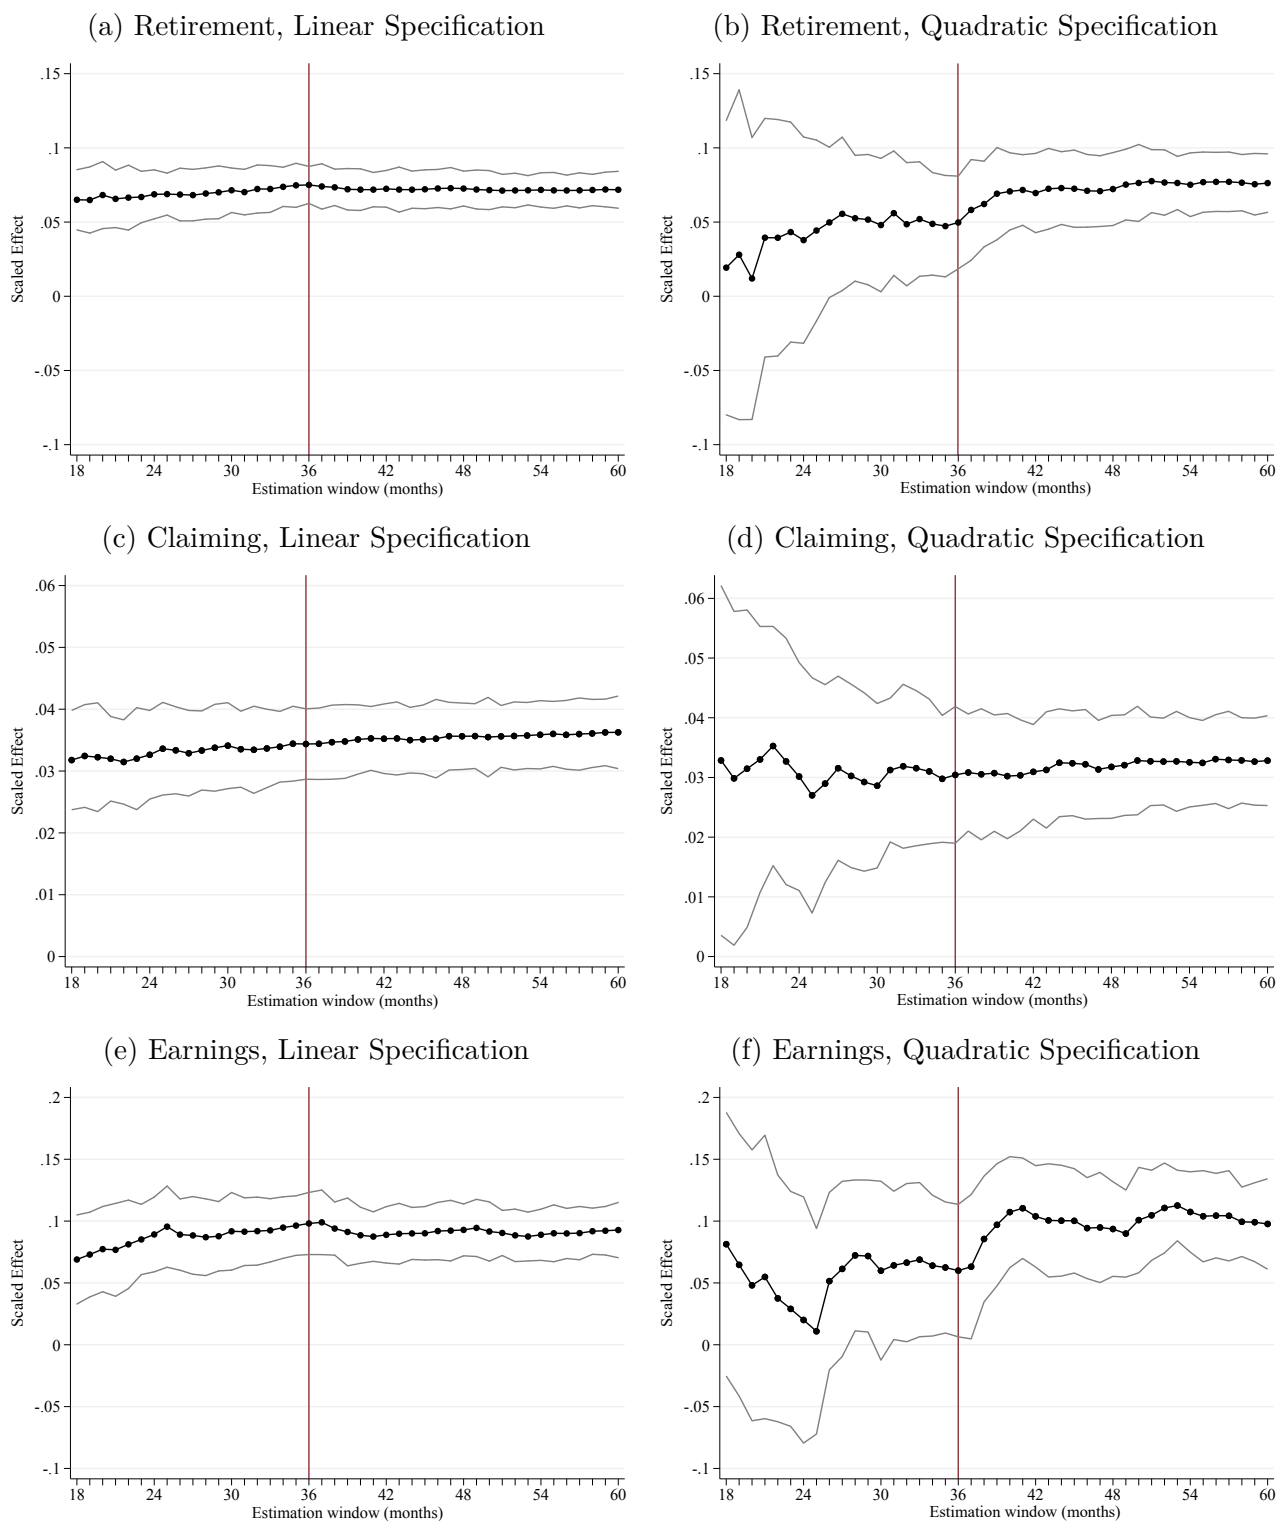 (a) Retirement, Linear Specification
.15
.1
.05
0
-.05
-.1
Scaled Effect
18 24 30 36 42 48 54 60
Estimation window (months)
(b) Retirement, Quadratic Specification
.15
.1
.05
0
-.05
-.1
Scaled Effect
18 24 30 36 42 48 54 60
Estimation window (months)
(c) Claiming, Linear Specification
.06
.05
.04
.03
.02
.01
0
Scaled Effect
18 24 30 36 42 48 54 60
Estimation window (months)
(d) Claiming, Quadratic Specification
.06
.05
.04
.03
.02
.01
0
Scaled Effect
18 24 30 36 42 48 54 60
Estimation window (months)
(e) Earnings, Linear Specification
.2
.15
.1
.05
0
-.05
-.1
Scaled Effect
18 24 30 36 42 48 54 60
Estimation window (months)
(f) Earnings, Quadratic Specification
.2
.15
.1
.05
0
-.05
-.1
Scaled Effect
18 24 30 36 42 48 54 60
Estimation window (months)